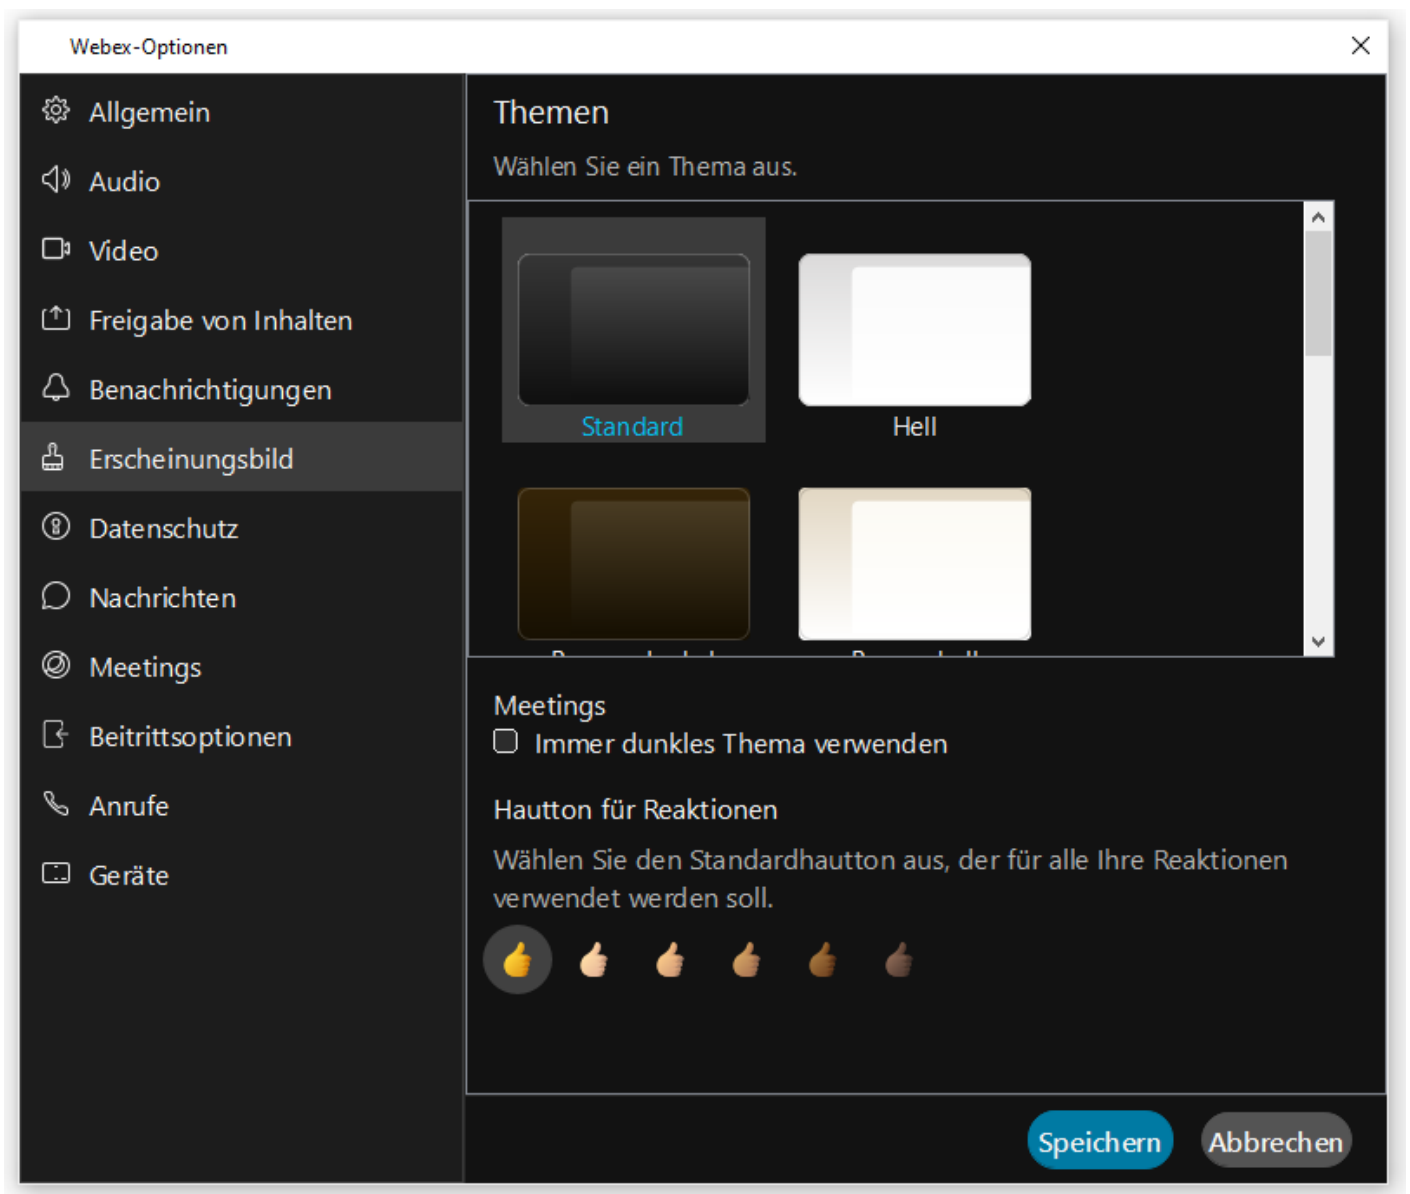 Webex-Optionen
Allgemein
Audio
Video
Freigabe von Inhalten
Benachrichtigungen
Erscheinungsbild
Datenschutz
Nachrichten
Meetings
Beitrittsoptionen
Anrufe
Geräte
Themen
Wählen Sie ein Thema aus.
Standard
Hell
Meetings
Immer dunkles Thema verwenden
Hautton für Reaktionen
Wählen Sie den Standardhautton aus, der für alle Ihre Reaktionen
verwendet werden soll.
Speichern
Abbrechen